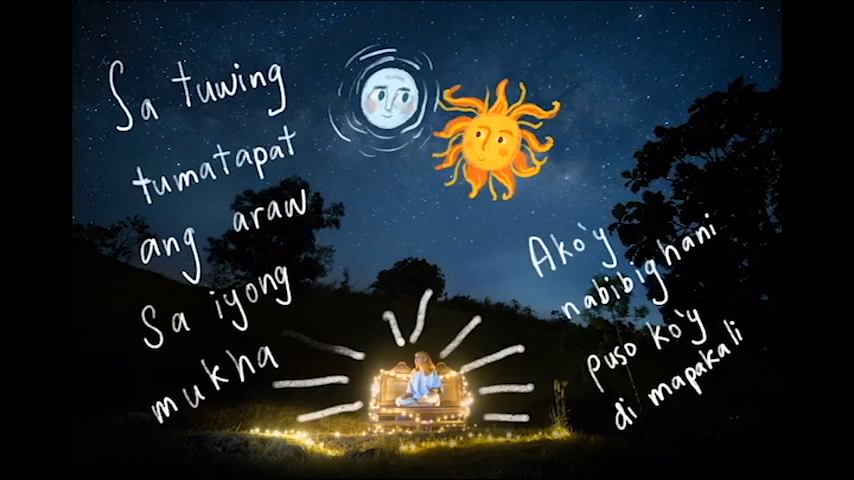 Sa tuwing
tumatapat
ang araw
Sa iyong
mukha
Ako'y
nabibighani
puso ko'y
di mapakali